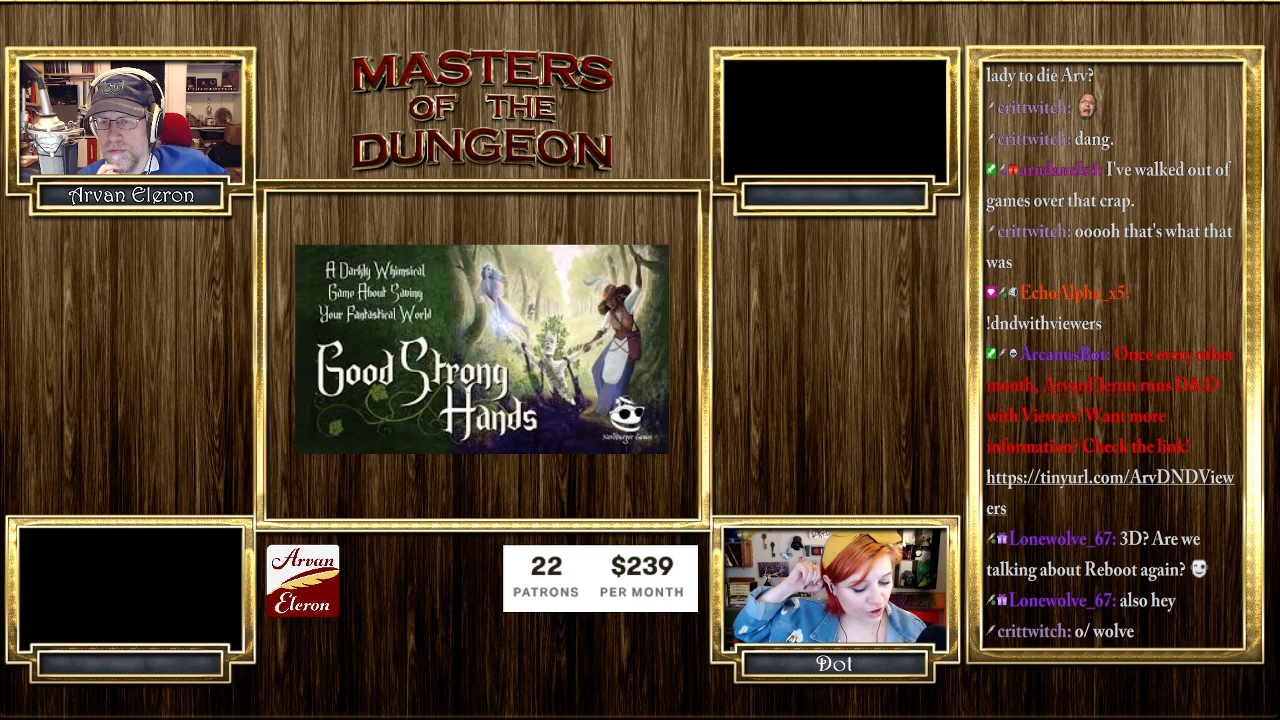 MASTERS
OF THE
DUNGEON
Arvan Eleron
A Darkly Whimsical
Game About Saving
Your Fantastical World
Good Strong
Hands
Nerdburger Games
Arvan
Eleron
22
PATRONS
$239
PER MONTH
Dot
lady to die Arv?
crittwitch:
crittwitch: dang.
I've walked out of
games over that crap.
crittwitch: ooooh that's what that
was
EchoAlpha_x5:
!dndwithviewers
ArcanusBot: Once every other
month, ArvanEleron runs D&D
with Viewers! Want more
information? Check the link!
https://tinyurl.com/ArvDNDView
ers
Lonewolve_67: 3D? Are we
talking about Reboot again?
Lonewolve_67: also hey
crittwitch: o/ wolve